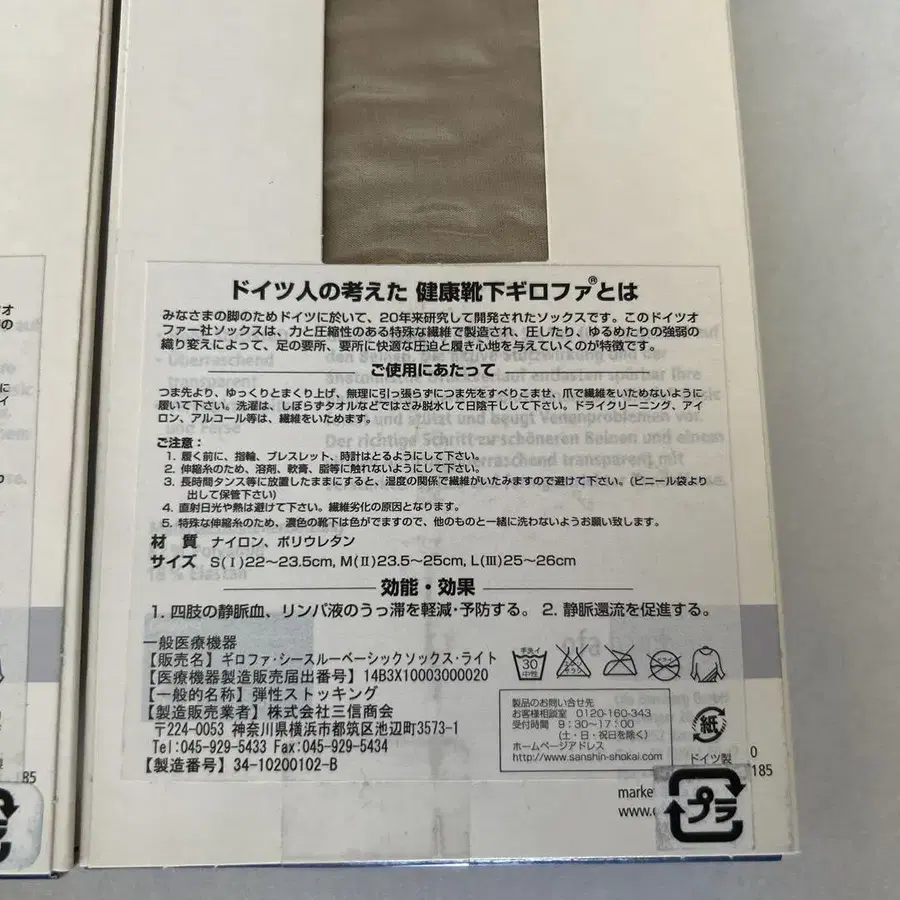 ドイツ人の考えた 健康靴下ギロファ®とは
みなさまの脚のためドイツに於いて、20年来研究して開発されたソックスです。このドイツオ
ファー社ソックスは、力と圧縮性のある特殊な繊維で製造され、圧したり、ゆるめたりの強弱の
織り変えによって、足の要所、要所に快適な圧迫と履き心地を与えていくのが特徴です。
ご使用にあたって
つま先より、ゆっくりとまくり上げ、無理に引っ張らずにつま先をすべりこませ、爪で繊維をいためないように
履いて下さい。洗濯は、しぼらずタオルなどではさみ脱水して日陰干しして下さい。ドライクリーニング、アイ
ロン、アルコール等は、繊維をいためます。
ご注意：
1. 履く前に、指輪、ブレスレット、時計はとるようにして下さい。
2. 伸縮糸のため、溶剤、軟膏、脂等に触れないようにして下さい。
3. 長時間タンス等に放置したままにすると、湿度の関係で繊維がいたみますので避けて下さい。(ビニール袋より
出して保管下さい)
4. 直射日光や熱は避けて下さい。繊維劣化の原因となります。
5. 特殊な伸縮糸のため、濃色の靴下は色がでますので、他のものと一緒に洗わないようお願い致します。
材 質 ナイロン、ポリウレタン
サイズ S(Ⅰ)22〜23.5cm, M(Ⅱ)23.5〜25cm, L(Ⅲ)25〜26cm
効能・効果
1. 四肢の静脈血、リンパ液のうっ滞を軽減・予防する。 2. 静脈還流を促進する。
一般医療機器
【販売名】ギロファ・シースルーベーシックソックス・ライト
【医療機器製造販売届出番号】14B3X10003000020
【一般的名称】弾性ストッキング
【製造販売業者】株式会社三信商会
〒224-0053 神奈川県横浜市都筑区池辺町3573-1
Tel:045-929-5433 Fax:045-929-5434
【製造番号】34-10200102-B
手洗イ
30
中性
製品のお問い合せ先
お客様相談室 0120-160-343
受付時間 9：30〜17：00
(土・日・祝日を除く)
ホームページアドレス
http://www.sanshin-shokai.com
紙
ドイツ製
プラ
185
marke
www.
85